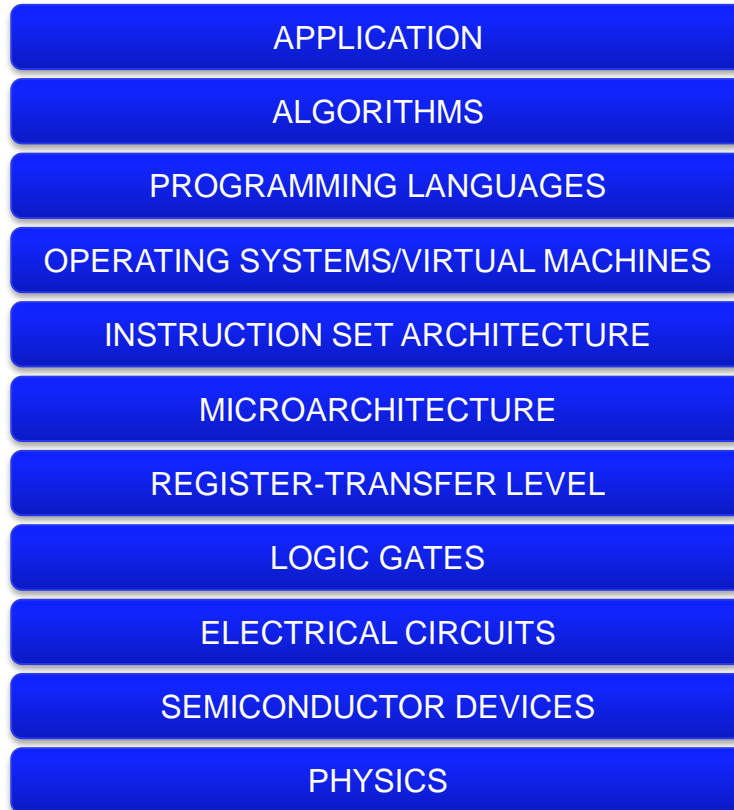 APPLICATION
ALGORITHMS
PROGRAMMING LANGUAGES
OPERATING SYSTEMS/VIRTUAL MACHINES
INSTRUCTION SET ARCHITECTURE
MICROARCHITECTURE
REGISTER-TRANSFER LEVEL
LOGIC GATES
ELECTRICAL CIRCUITS
SEMICONDUCTOR DEVICES
PHYSICS